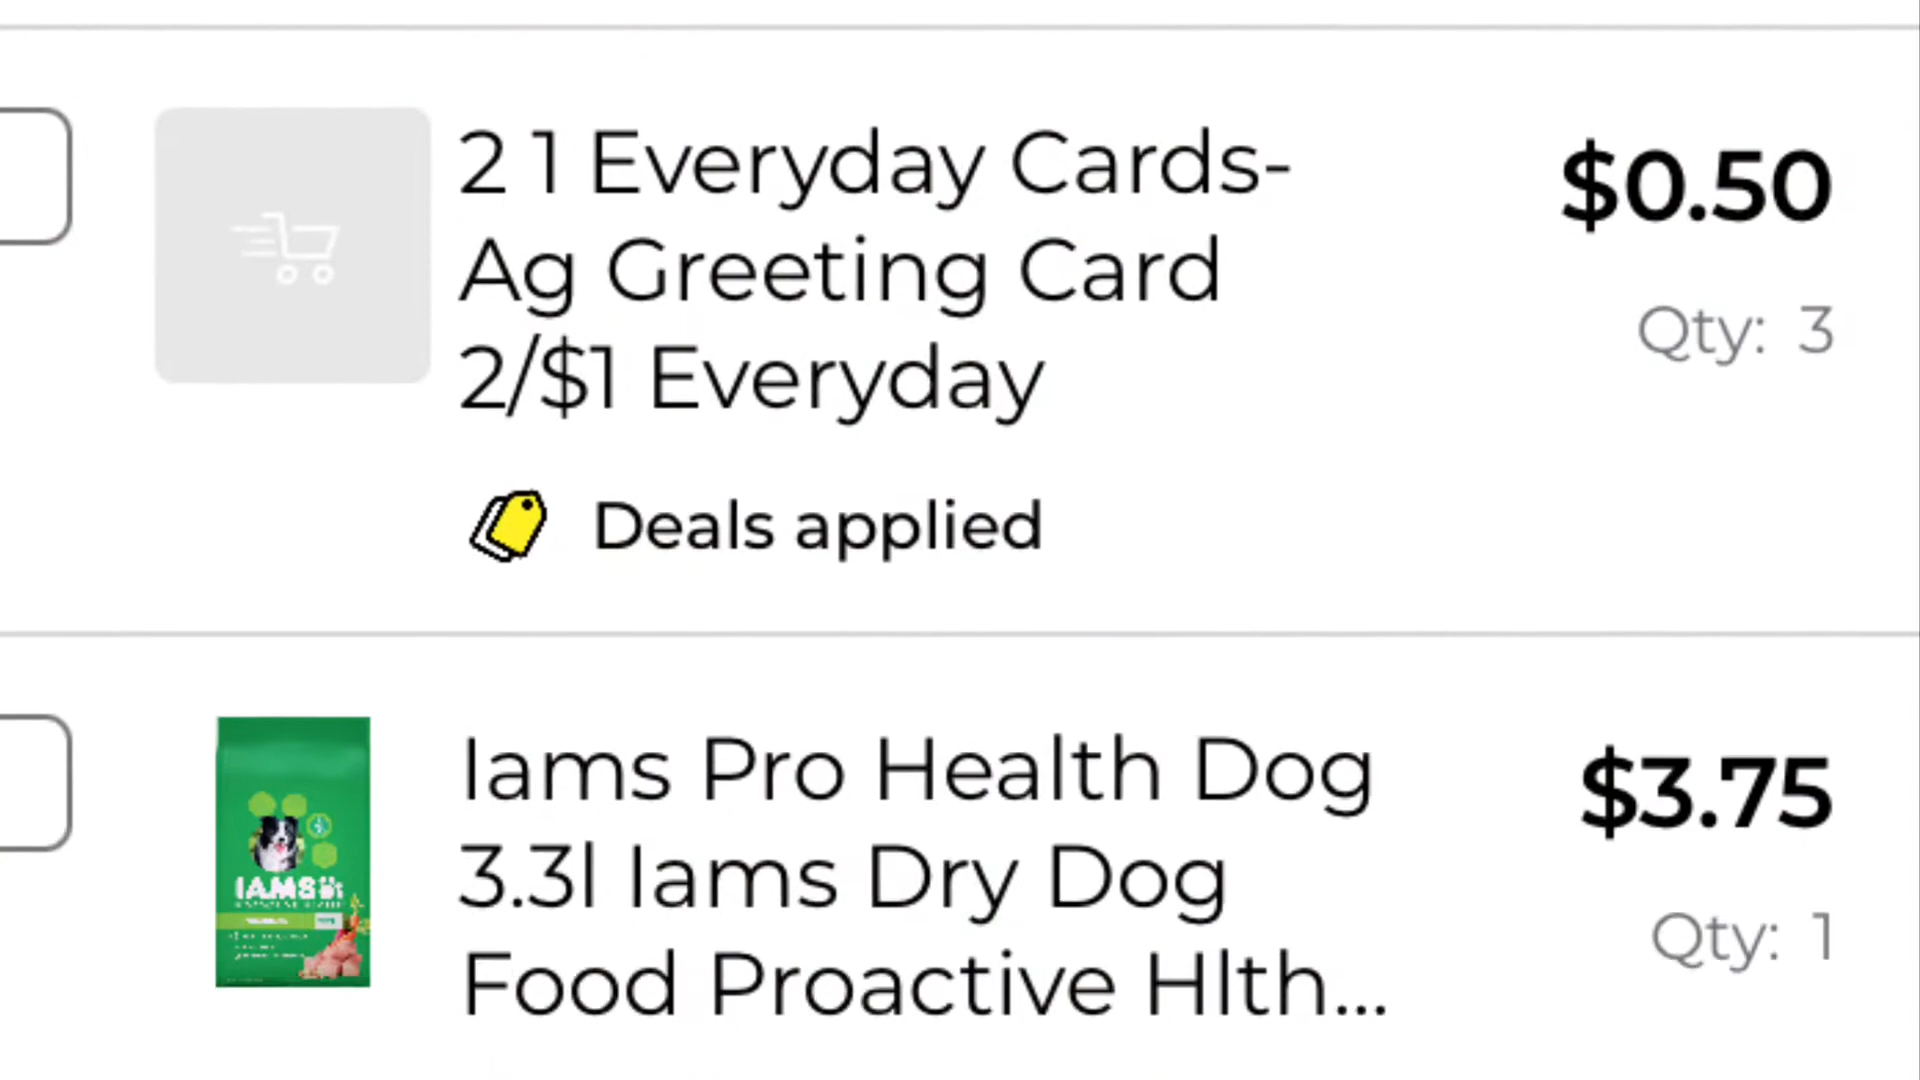 2 1 Everyday Cards-
Ag Greeting Card
2/$1 Everyday
$0.50
Qty: 3
Deals applied
Iams Pro Health Dog
3.3l Iams Dry Dog
Food Proactive Hlth...
$3.75
Qty: 1
IAMS